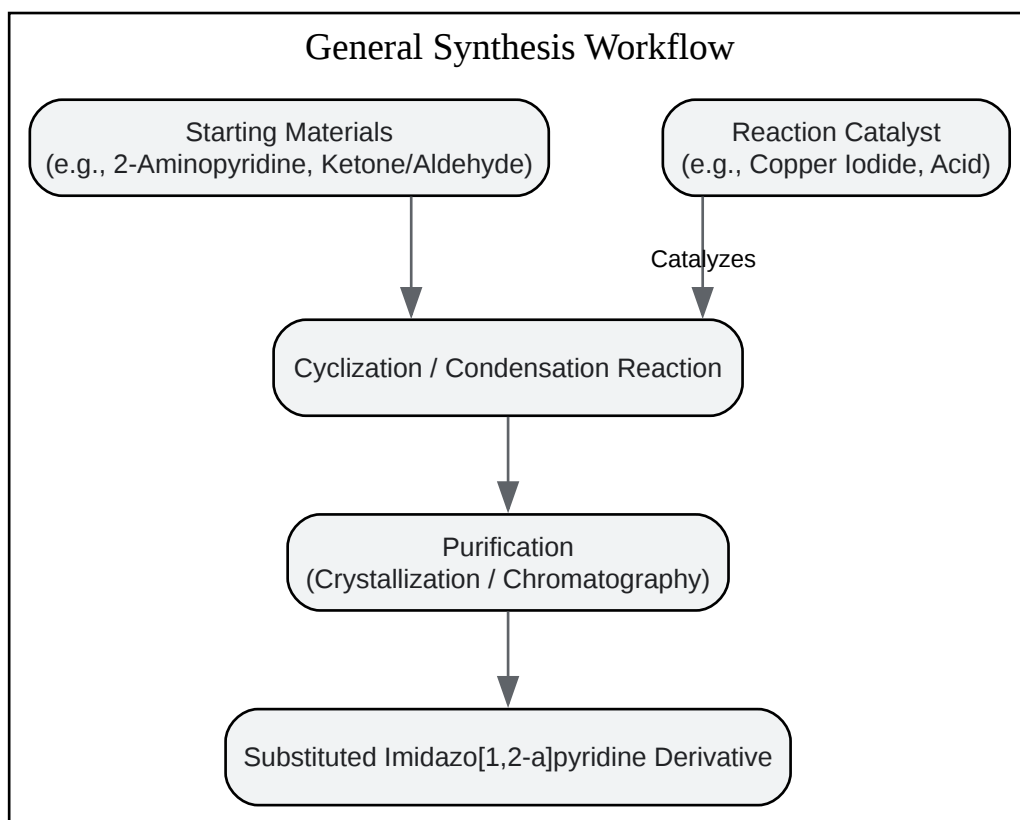 General Synthesis Workflow
Starting Materials
(e.g., 2-Aminopyridine, Ketone/Aldehyde)
Reaction Catalyst
(e.g., Copper Iodide, Acid)
Catalyzes
Cyclization / Condensation Reaction
Purification
(Crystallization / Chromatography)
Substituted Imidazo[1,2-a]pyridine Derivative